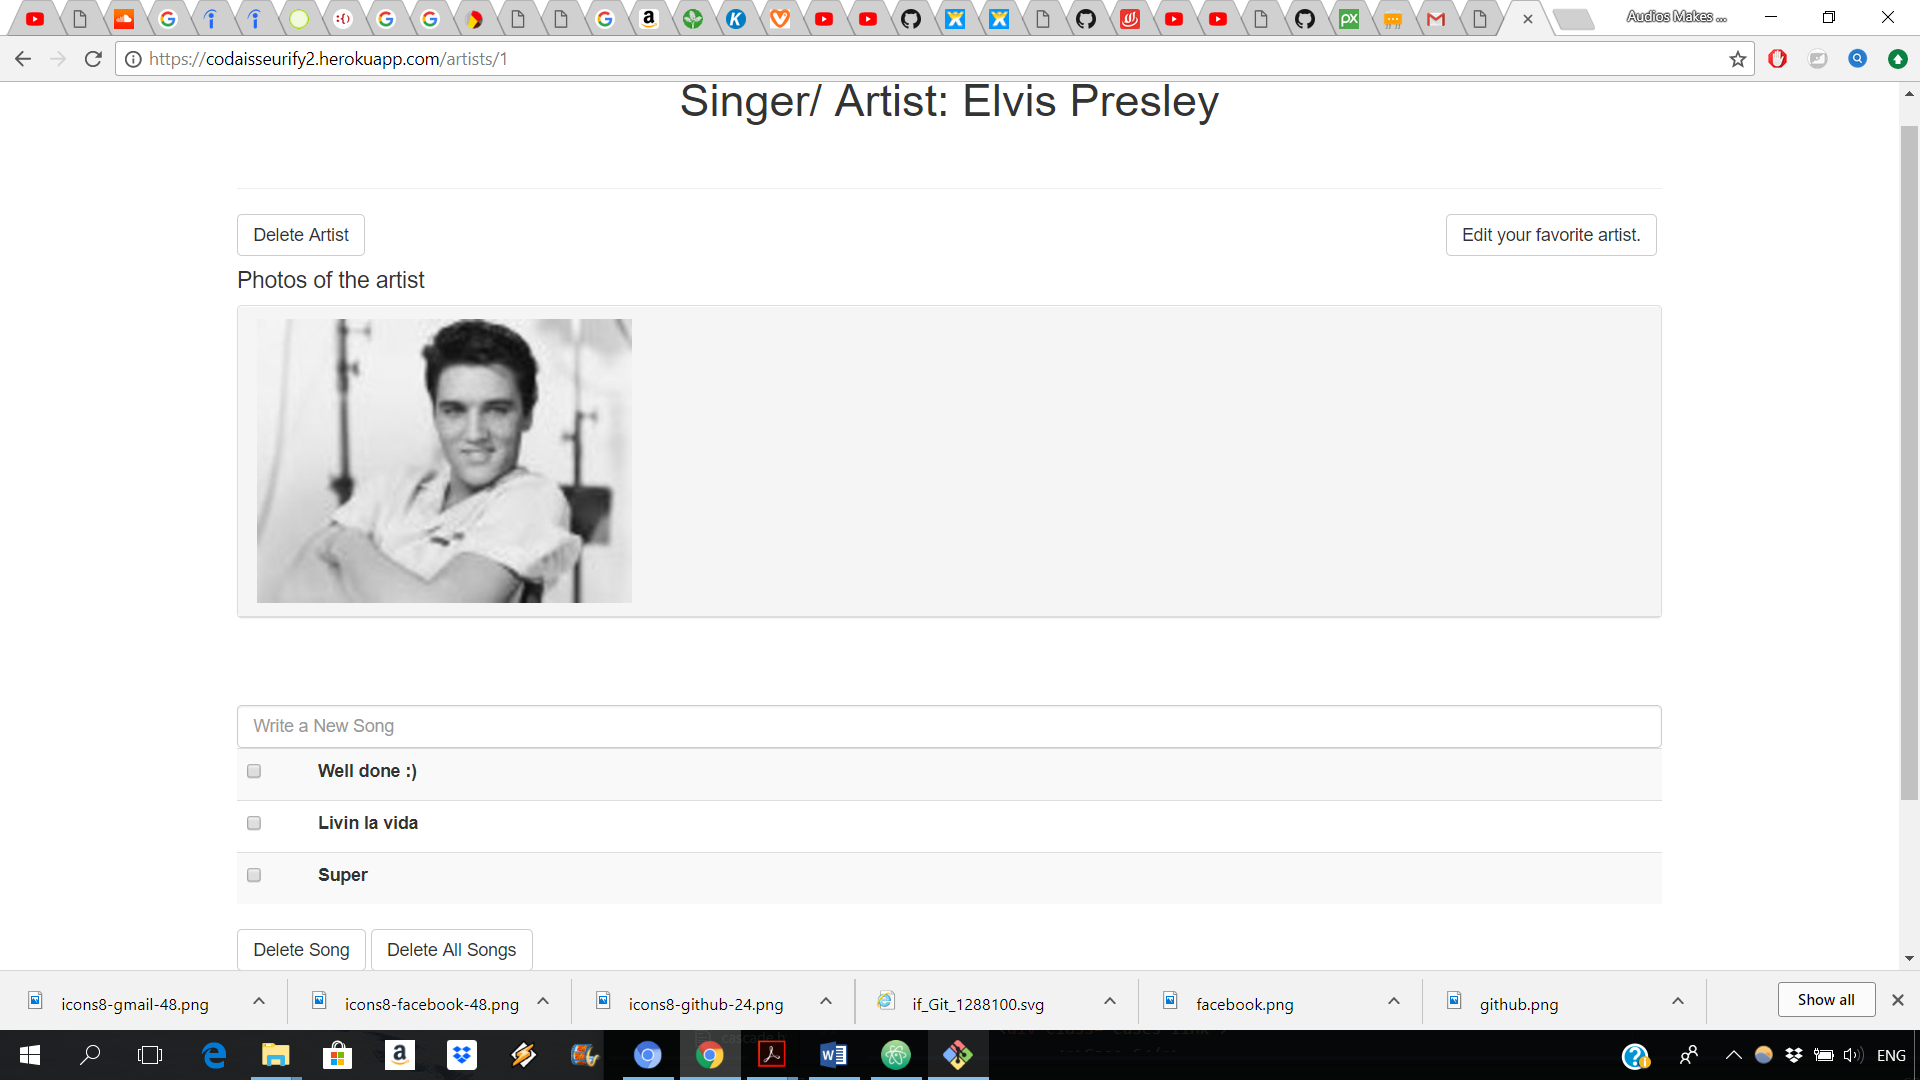 Audios Makes ...
https://codaisseurify2.herokuapp.com/artists/1
Singer/ Artist: Elvis Presley
Delete Artist
Edit your favorite artist.
Photos of the artist
Write a New Song
Well done :)
Livin la vida
Super
Delete Song
Delete All Songs
icons8-gmail-48.png
icons8-facebook-48.png
icons8-github-24.png
if_Git_1288100.svg
facebook.png
github.png
Show all
ENG